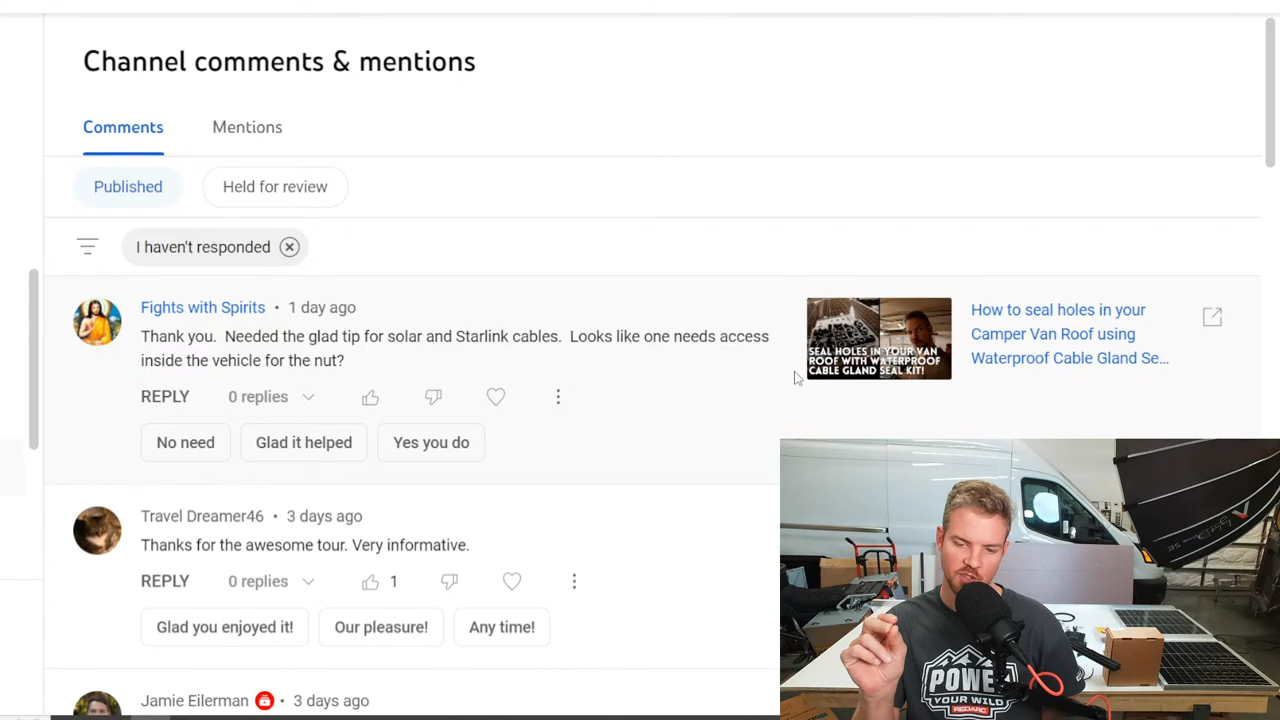 Channel comments & mentions
Comments
Mentions
Published
Held for review
I haven't responded
Fights with Spirits • 1 day ago
Thank you.  Needed the glad tip for solar and Starlink cables.  Looks like one needs access
inside the vehicle for the nut?
REPLY
0 replies
No need
Glad it helped
Yes you do
SEAL HOLES IN YOUR VAN
ROOF WITH WATERPROOF
CABLE GLAND SEAL KIT!
How to seal holes in your
Camper Van Roof using
Waterproof Cable Gland Se...
Travel Dreamer46 • 3 days ago
Thanks for the awesome tour. Very informative.
REPLY
0 replies
1
Glad you enjoyed it!
Our pleasure!
Any time!
Jamie Eilerman • 3 days ago
POWER
YOUR WILD
REDARC